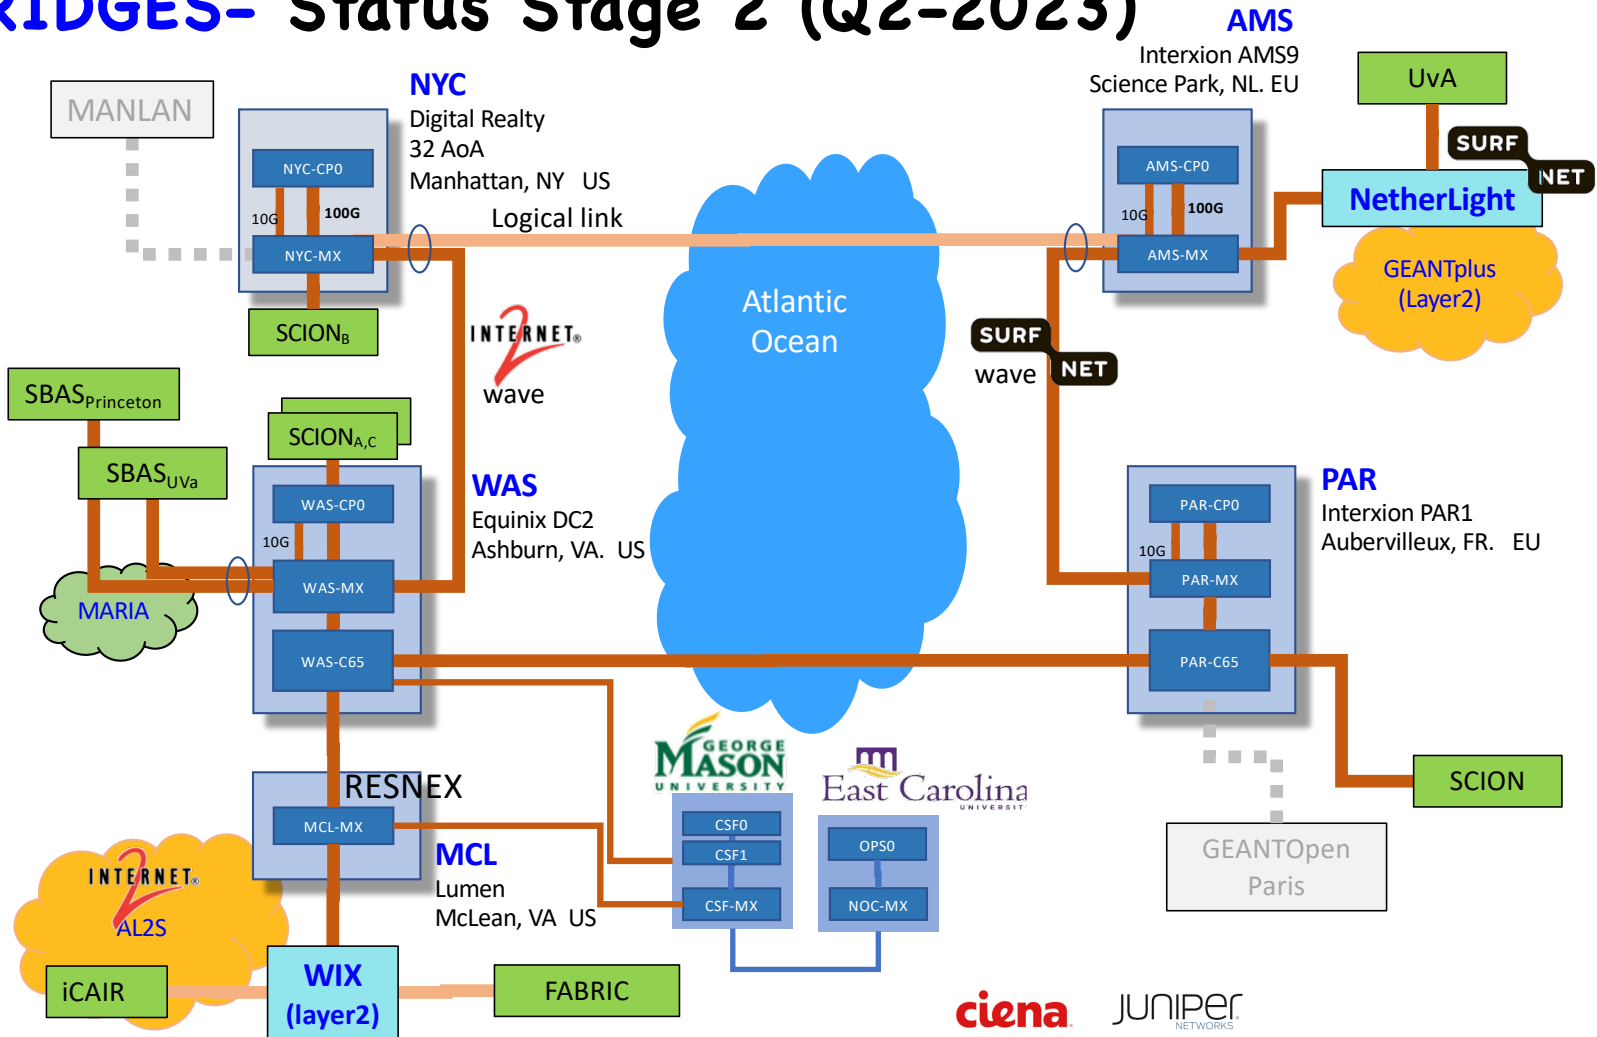 RIDGES– Status Stage 2 (Q2–2023)
AMS
Interxion AMS9
Science Park, NL. EU
UvA
SURF
NET
NetherLight
GEANTplus
(Layer2)
MANLAN
NYC
Digital Realty
32 AoA
Manhattan, NY US
NYC-CP0
10G
100G
NYC-MX
SCIONB
Logical link
AMS-CP0
10G
100G
AMS-MX
Atlantic
Ocean
INTERNET®
2
wave
SURF
NET
wave
SBASPrinceton
SBASUVa
SCIONA,C
WAS
Equinix DC2
Ashburn, VA. US
WAS-CP0
10G
WAS-MX
WAS-C65
MARIA
PAR
Interxion PAR1
Aubervilleux, FR. EU
PAR-CP0
10G
PAR-MX
PAR-C65
SCION
GEANTOpen
Paris
RESNEX
MCL-MX
MCL
Lumen
McLean, VA US
GEORGE
MASON
UNIVERSITY
CSF0
CSF1
CSF-MX
East Carolina
UNIVERSIT
OPS0
NOC-MX
INTERNET®
2
AL2S
iCAIR
WIX
(layer2)
FABRIC
ciena
JUNIPER
NETWORKS